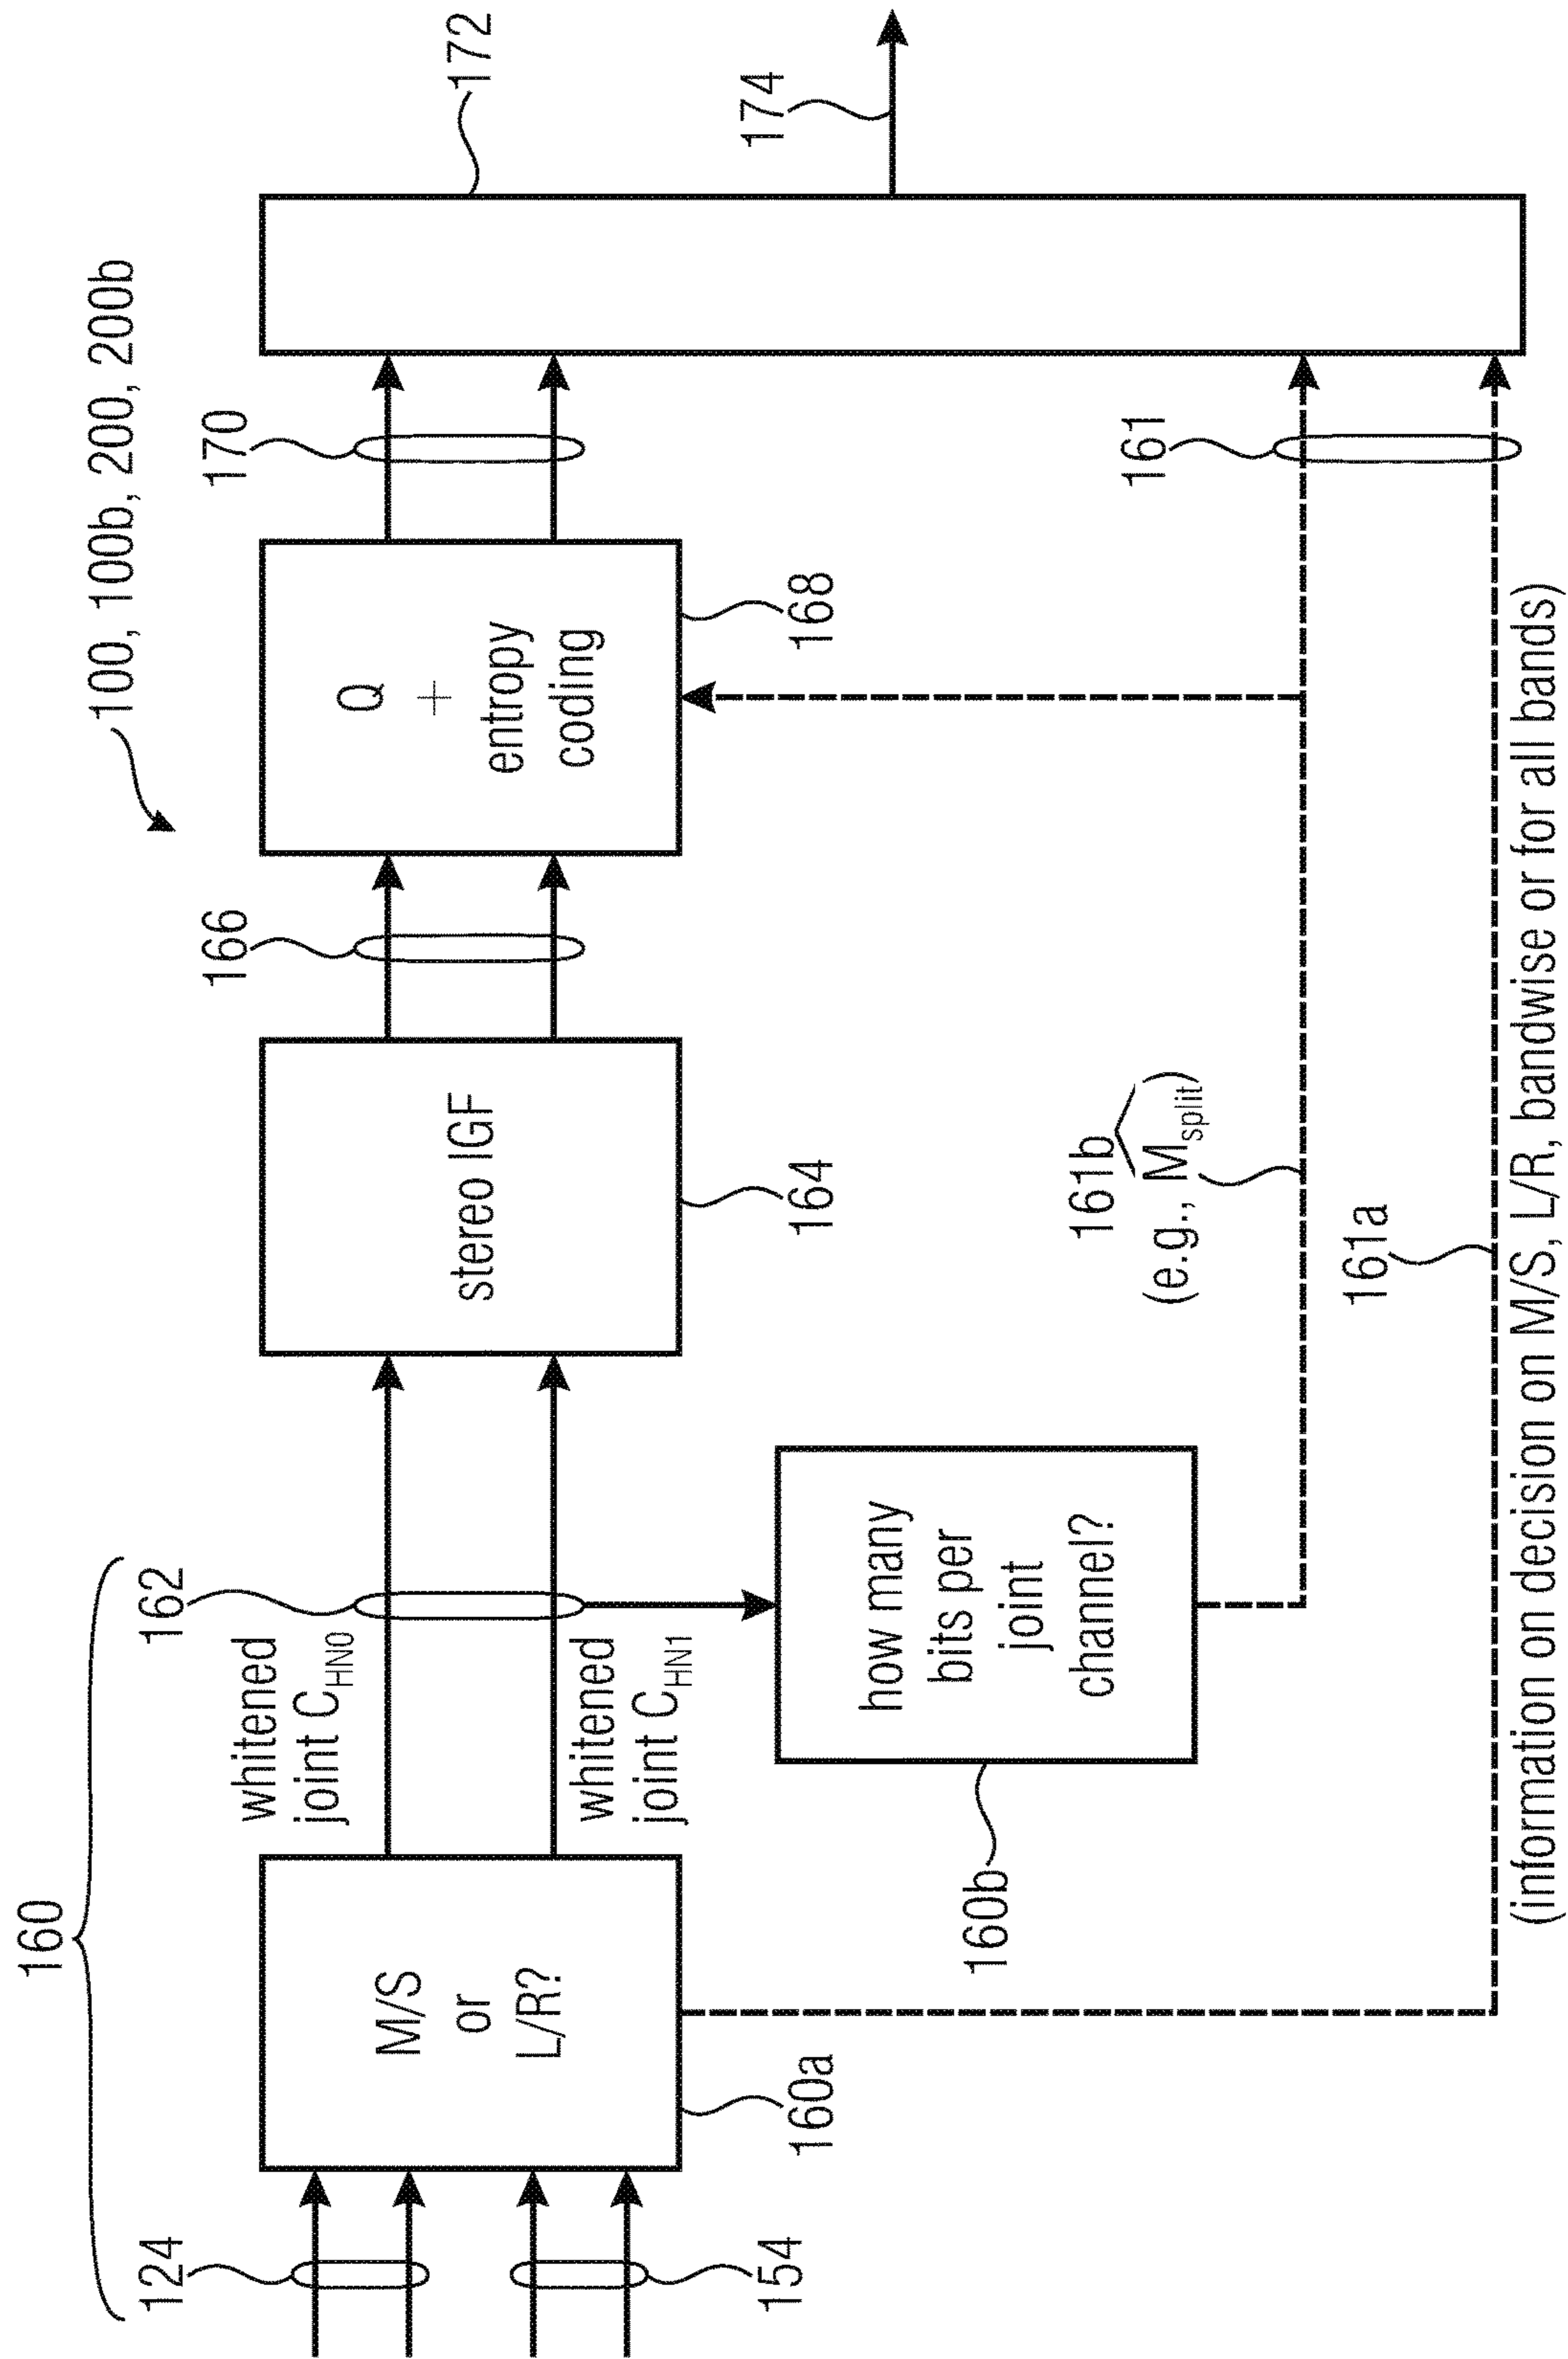 160
100, 100b, 200, 200b
124
162
166
170
172
whitened
joint C_HN0
M/S
or
L/R?
stereo IGF
Q
+
entropy
coding
whitened
joint C_HN1
154
160a
164
168
174
how many
bits per
joint
channel?
160b
161b
(e.g., M_split)
161
161a
(information on decision on M/S, L/R, bandwise or for all bands)